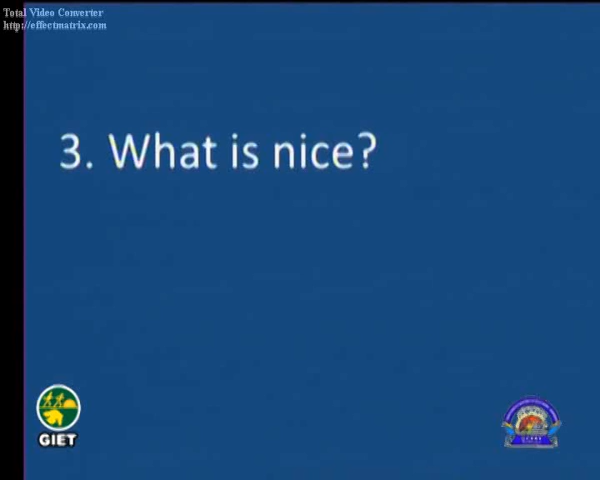 Total Video Converter
http://effectmatrix.com
3. What is nice?
GIET